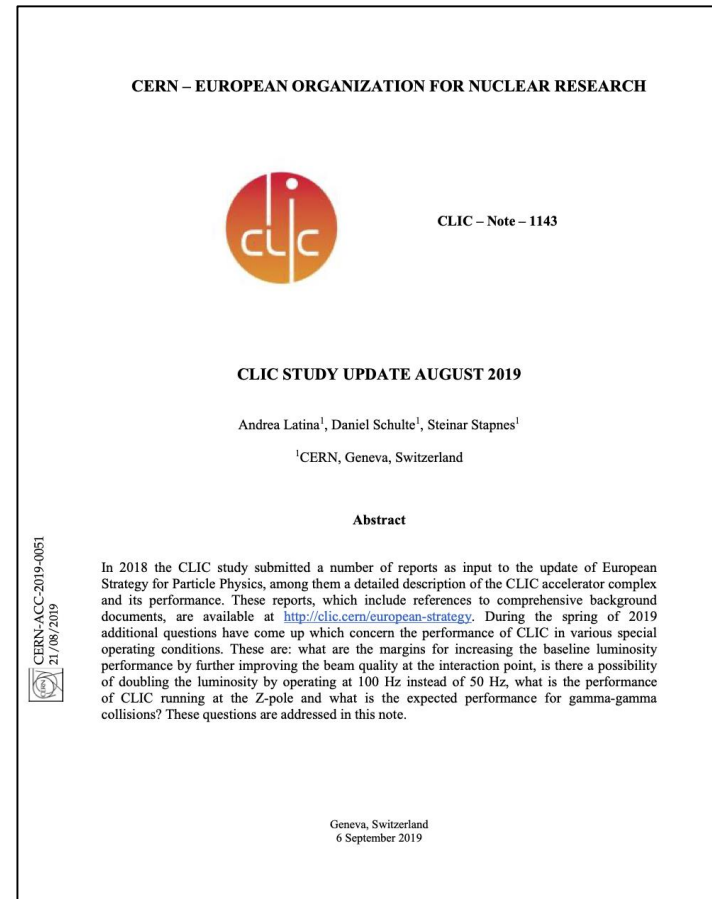 CERN – EUROPEAN ORGANIZATION FOR NUCLEAR RESEARCH
clic
CLIC – Note – 1143
CLIC STUDY UPDATE AUGUST 2019
Andrea Latina1, Daniel Schulte1, Steinar Stapnes1
1CERN, Geneva, Switzerland
Abstract
In 2018 the CLIC study submitted a number of reports as input to the update of European
Strategy for Particle Physics, among them a detailed description of the CLIC accelerator complex
and its performance. These reports, which include references to comprehensive background
documents, are available at http://clic.cern/european-strategy. During the spring of 2019
additional questions have come up which concern the performance of CLIC in various special
operating conditions. These are: what are the margins for increasing the baseline luminosity
performance by further improving the beam quality at the interaction point, is there a possibility
of doubling the luminosity by operating at 100 Hz instead of 50 Hz, what is the performance
of CLIC running at the Z-pole and what is the expected performance for gamma-gamma
collisions? These questions are addressed in this note.
CERN-ACC-2019-0051
21/08/2019
CERN
Geneva, Switzerland
6 September 2019